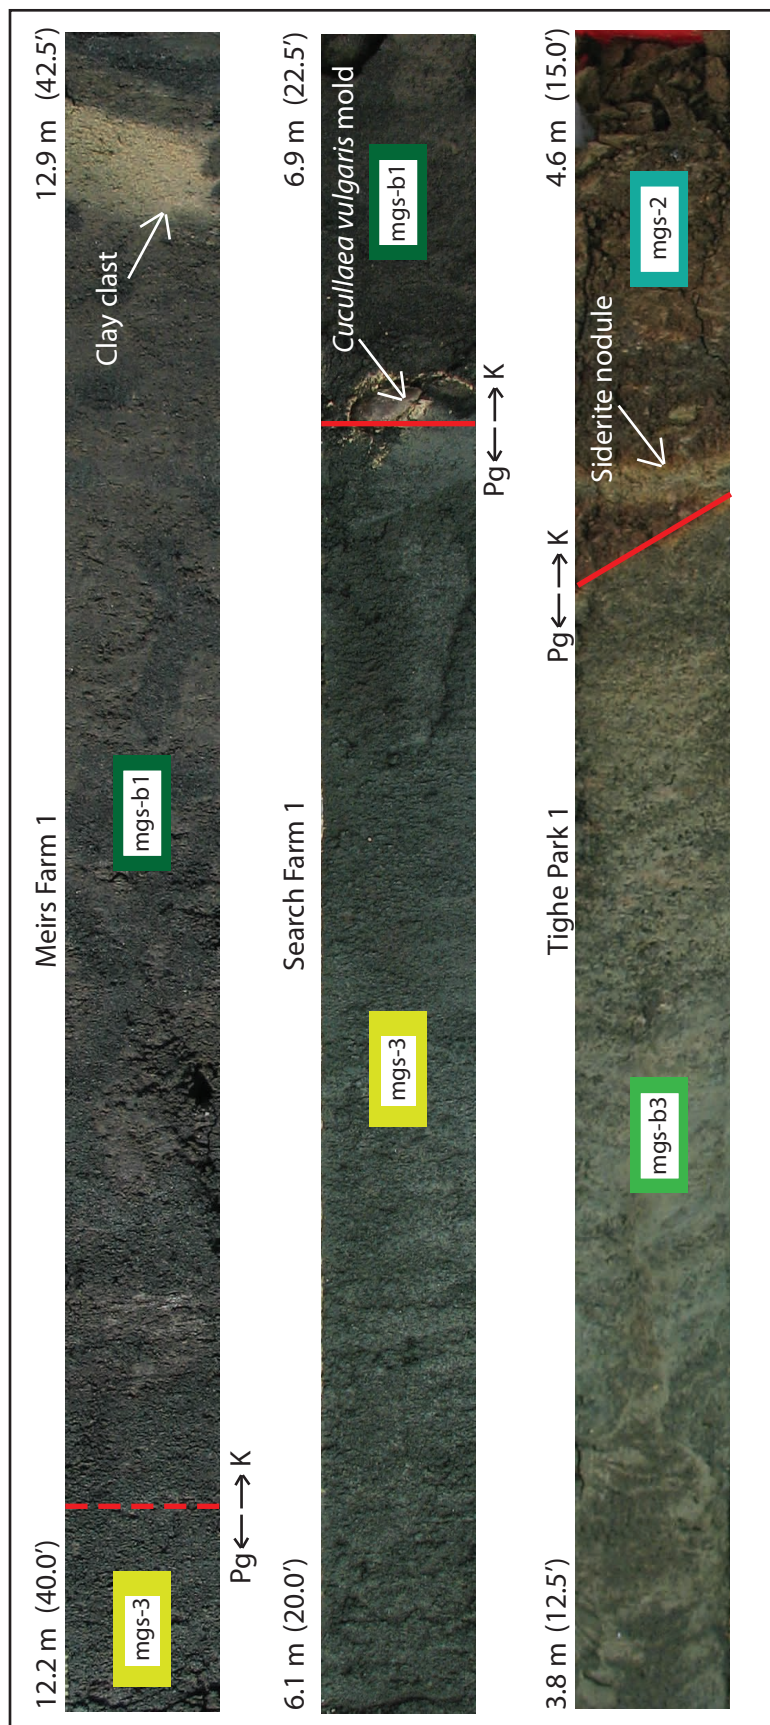 Meirs Farm 1
12.2 m (40.0’)
12.9 m (42.5’)
mgs-3
mgs-b1
Clay clast
Pg ←→ K
Search Farm 1
6.1 m (20.0’)
6.9 m (22.5’)
mgs-3
mgs-b1
Cucullaea vulgaris mold
Pg ←→ K
Tighe Park 1
3.8 m (12.5’)
4.6 m (15.0’)
Pg ←→ K
mgs-b3
Siderite nodule
mgs-2